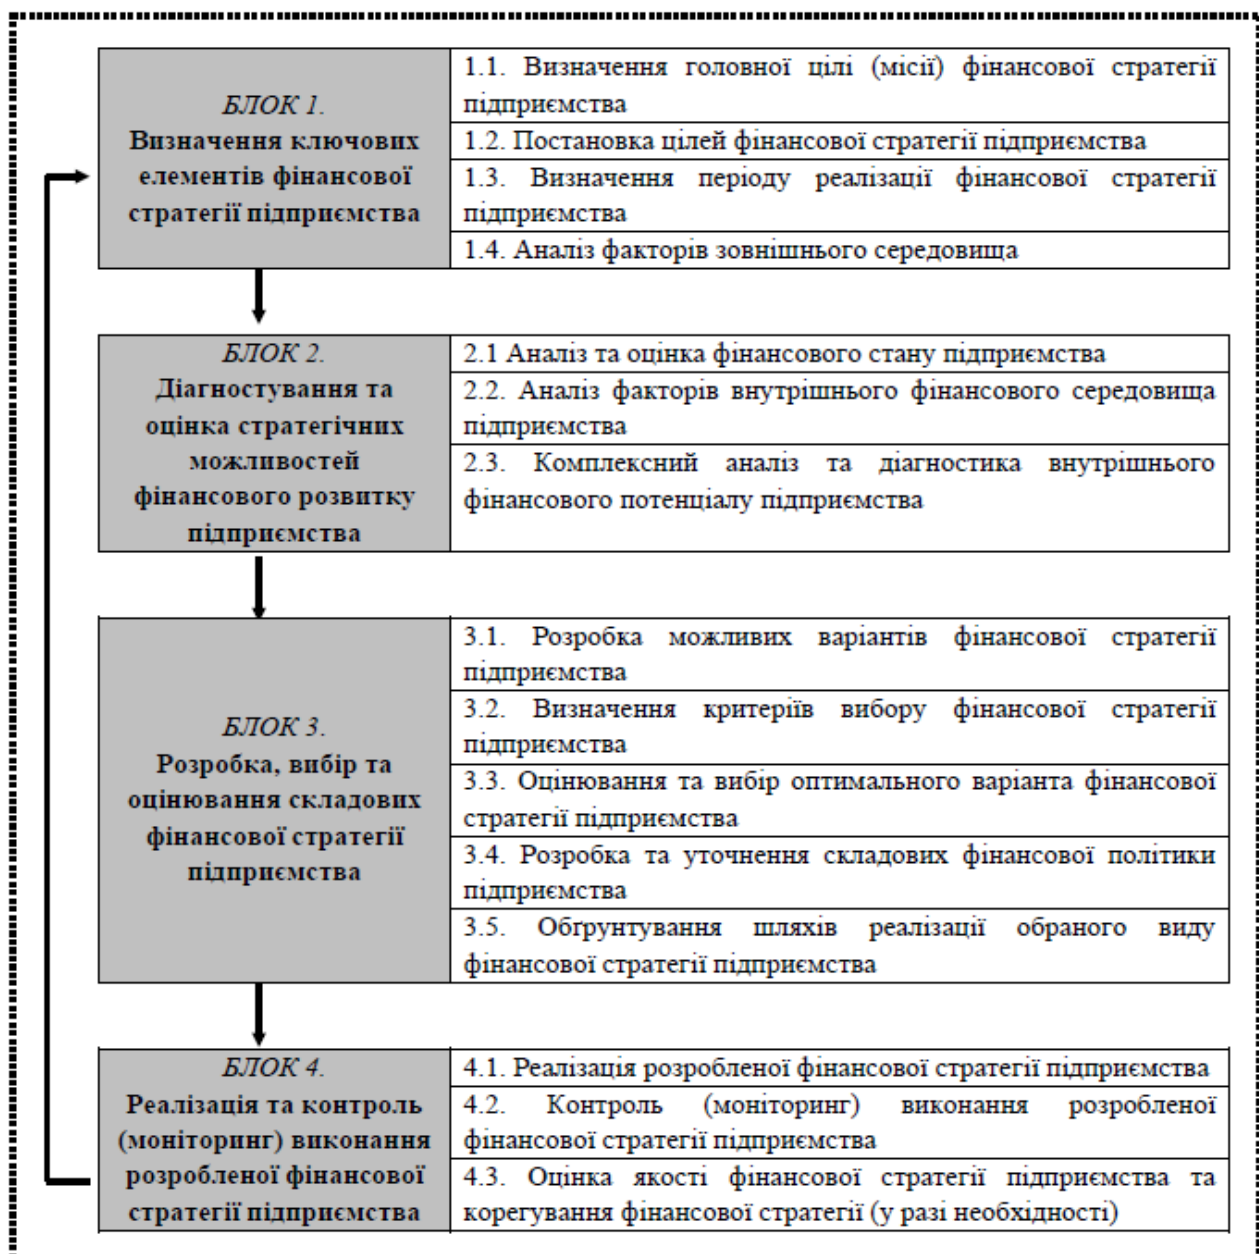 БЛОК 1.
Визначення ключових
елементів фінансової
стратегії підприємства
1.1. Визначення головної цілі (місії) фінансової стратегії
підприємства
1.2. Постановка цілей фінансової стратегії підприємства
1.3. Визначення періоду реалізації фінансової стратегії
підприємства
1.4. Аналіз факторів зовнішнього середовища
БЛОК 2.
Діагностування та
оцінка стратегічних
можливостей
фінансового розвитку
підприємства
2.1 Аналіз та оцінка фінансового стану підприємства
2.2. Аналіз факторів внутрішнього фінансового середовища
підприємства
2.3. Комплексний аналіз та діагностика внутрішнього
фінансового потенціалу підприємства
БЛОК 3.
Розробка, вибір та
оцінювання складових
фінансової стратегії
підприємства
3.1. Розробка можливих варіантів фінансової стратегії
підприємства
3.2. Визначення критеріїв вибору фінансової стратегії
підприємства
3.3. Оцінювання та вибір оптимального варіанта фінансової
стратегії підприємства
3.4. Розробка та уточнення складових фінансової політики
підприємства
3.5. Обґрунтування шляхів реалізації обраного виду
фінансової стратегії підприємства
БЛОК 4.
Реалізація та контроль
(моніторинг) виконання
розробленої фінансової
стратегії підприємства
4.1. Реалізація розробленої фінансової стратегії підприємства
4.2. Контроль (моніторинг) виконання розробленої
фінансової стратегії підприємства
4.3. Оцінка якості фінансової стратегії підприємства та
корегування фінансової стратегії (у разі необхідності)